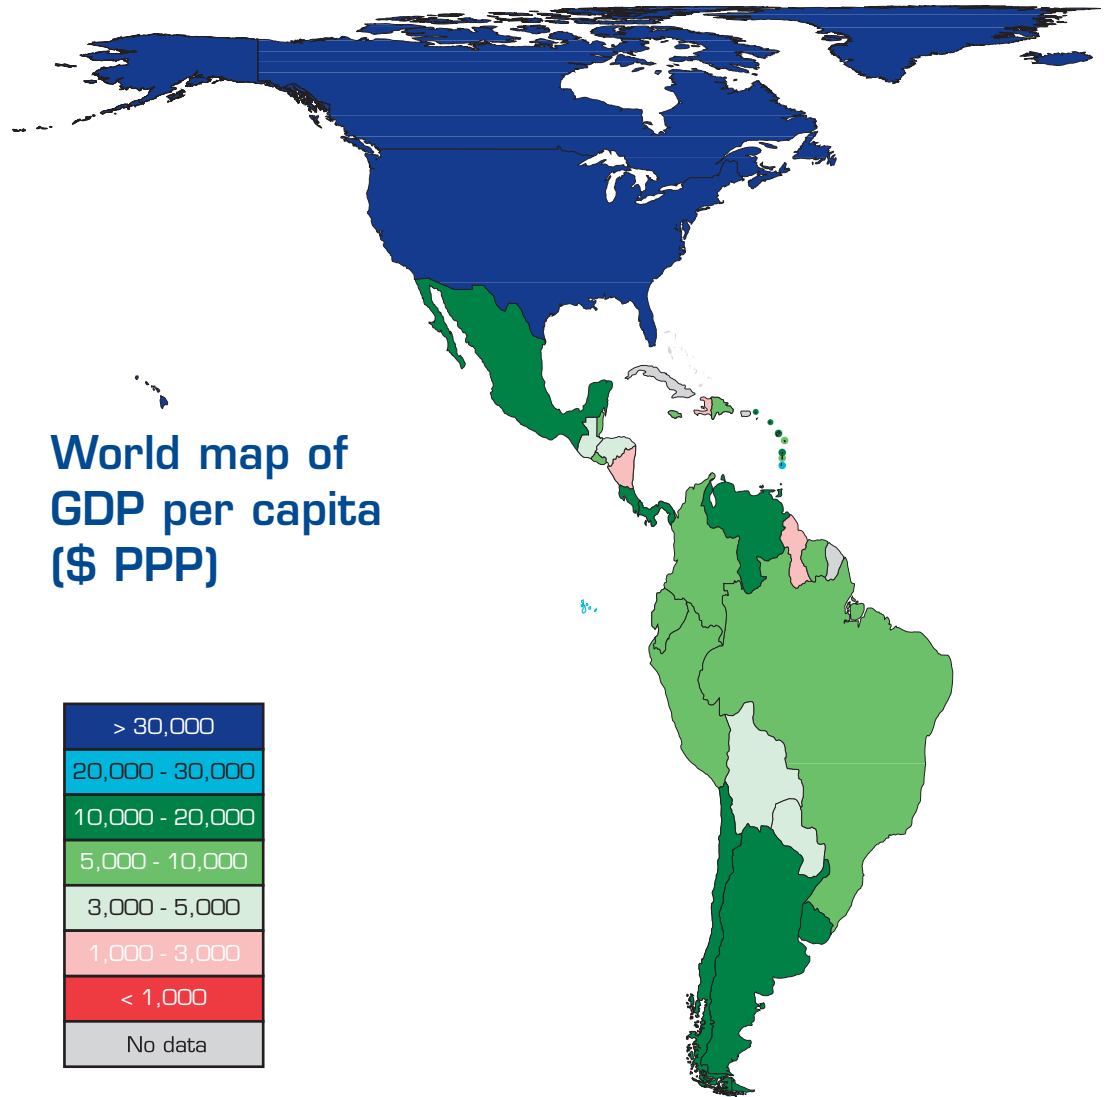 World map of
GDP per capita
($ PPP)
> 30,000
20,000 - 30,000
10,000 - 20,000
5,000 - 10,000
3,000 - 5,000
1,000 - 3,000
< 1,000
No data